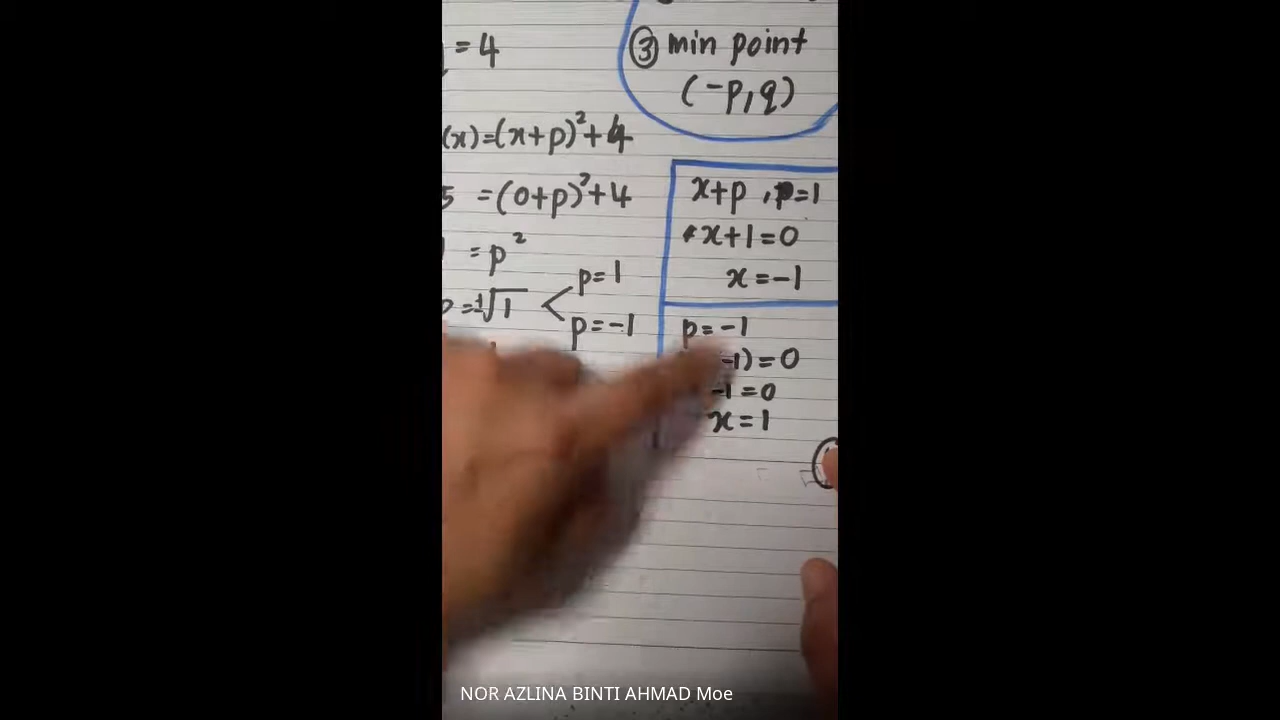 = 4
(x)=(x+p)²+4
5 =(0+p)²+4
= p²
p =±√1
p=1
p=-1
③ min point
(-p,q)
x+p , p=1
x+1=0
x=-1
p=-1
-1)=0
-1=0
x=1
NOR AZLINA BINTI AHMAD Moe